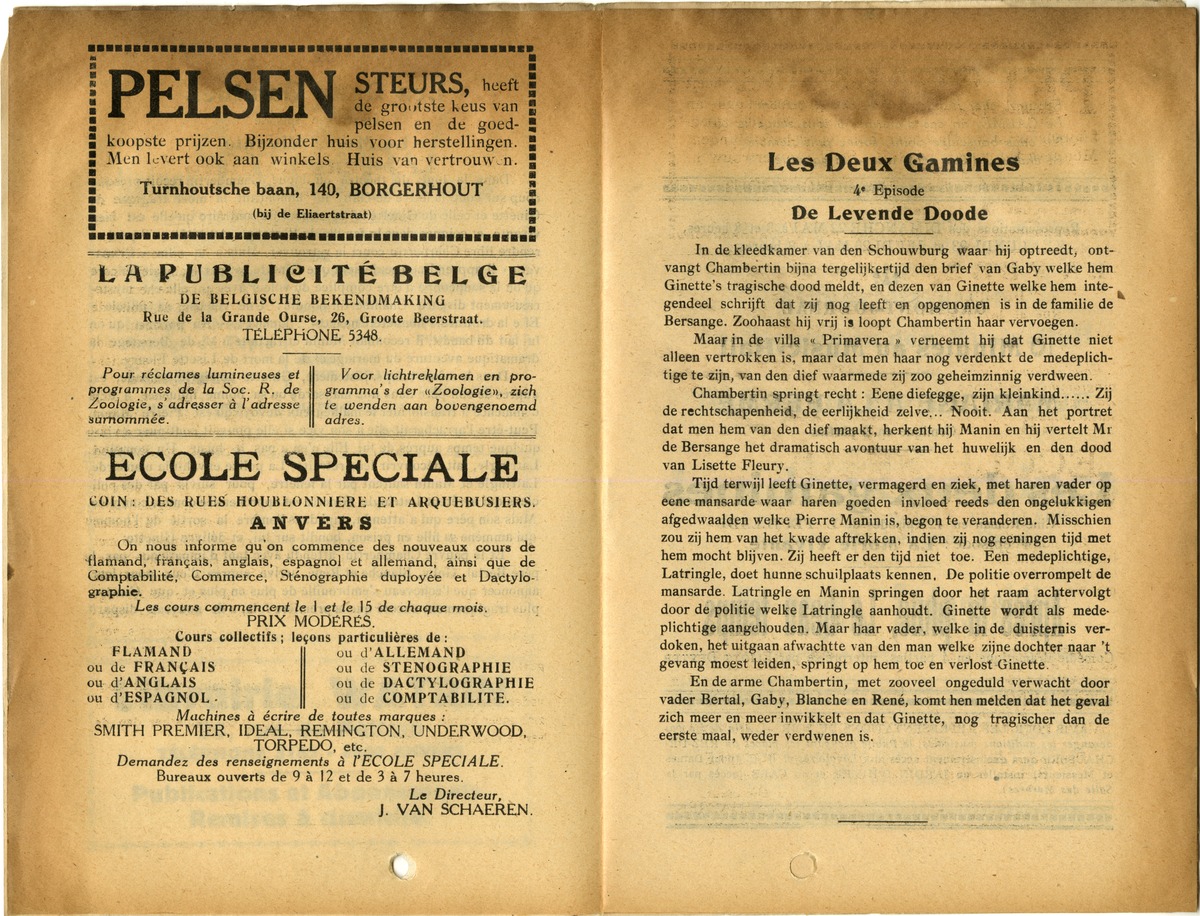 PELSEN STEURS, heeft
de grootste keus van
pelsen en de goed-
koopste prijzen. Bijzonder huis voor herstellingen.
Men levert ook aan winkels Huis van vertrouwen.
Turnhoutsche baan, 140, BORGERHOUT
(bij de Eliaertstraat)
LA PUBLICITÉ BELGE
DE BELGISCHE BEKENDMAKING
Rue de la Grande Ourse, 26, Groote Beerstraat.
TÉLÉPHONE 5348.
Pour réclames lumineuses et
programmes de la Soc. R. de
Zoologie, s'adresser à l'adresse
surnommée.
Voor lichtreklamen en pro-
gramma's der «Zoologie», zich
te wenden aan bovengenoemd
adres.
ECOLE SPECIALE
COIN: DES RUES HOUBLONNIERE ET ARQUEBUSIERS.
ANVERS
On nous informe qu'on commence des nouveaux cours de
flamand, français, anglais, espagnol et allemand, ainsi que de
Comptabilité, Commerce, Sténographie duployée et Dactylo-
graphie.
Les cours commencent le 1 et le 15 de chaque mois.
PRIX MODÉRÉS.
Cours collectifs; leçons particulières de:
FLAMAND
ou de FRANÇAIS
ou d'ANGLAIS
ou d'ESPAGNOL.
ou d'ALLEMAND
ou de STENOGRAPHIE
ou de DACTYLOGRAPHIE
ou de COMPTABILITE.
Machines à écrire de toutes marques:
SMITH PREMIER, IDEAL, REMINGTON, UNDERWOOD,
TORPEDO, etc.
Demandez des renseignements à l'ECOLE SPECIALE.
Bureaux ouverts de 9 à 12 et de 3 à 7 heures.
Le Directeur,
J. VAN SCHAEREN.
Les Deux Gamines
4e Episode
De Levende Doode
In de kleedkamer van den Schouwburg waar hij optreedt, ont-
vangt Chambertin bijna tergelijkertijd den brief van Gaby welke hem
Ginette's tragische dood meldt, en dezen van Ginette welke hem inte-
gendeel schrijft dat zij nog leeft en opgenomen is in de familie de
Bersange. Zoohaast hij vrij is loopt Chambertin haar vervoegen.
Maar in de villa « Primavera » verneemt hij dat Ginette niet
alleen vertrokken is, maar dat men haar nog verdenkt de medeplich-
tige te zijn, van den dief waarmede zij zoo geheimzinnig verdween.
Chambertin springt recht : Eene diefegge, zijn kleinkind...... Zij
de rechtschapenheid, de eerlijkheid zelve... Nooit. Aan het portret
dat men hem van den dief maakt, herkent hij Manin en hij vertelt Mr
de Bersange het dramatisch avontuur van het huwelijk en den dood
van Lisette Fleury.
Tijd terwijl leeft Ginette, vermagerd en ziek, met haren vader op
eene mansarde waar haren goeden invloed reeds den ongelukkigen
afgedwaalden welke Pierre Manin is, begon te veranderen. Misschien
zou zij hem van het kwade aftrekken, indien zij nog eeningen tijd met
hem mocht blijven. Zij heeft er den tijd niet toe. Een medeplichtige,
Latringle, doet hunne schuilplaats kennen. De politie overrompelt de
mansarde. Latringle en Manin springen door het raam achtervolgt
door de politie welke Latringle aanhoudt. Ginette wordt als mede-
plichtige aangehouden. Maar haar vader, welke in de duisternis ver-
doken, het uitgaan afwachtte van den man welke zijne dochter naar 't
gevang moest leiden, springt op hem toe en verlost Ginette.
En de arme Chambertin, met zooveel ongeduld verwacht door
vader Bertal, Gaby, Blanche en René, komt hen melden dat het geval
zich meer en meer inwikkelt en dat Ginette, nog tragischer dan de
eerste maal, weder verdwenen is.